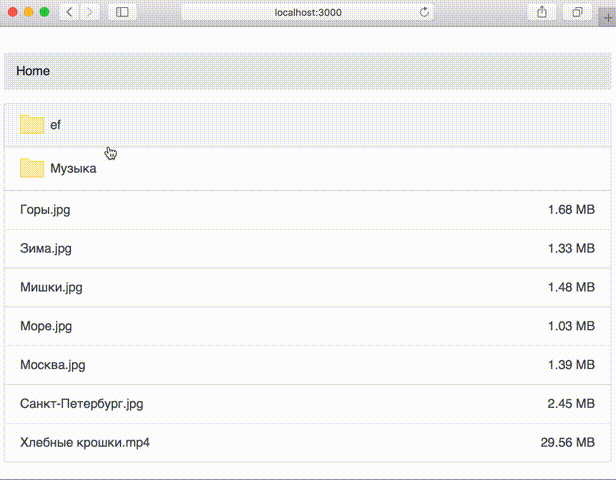 localhost:3000
Home
ef
Музыка
Горы.jpg 1.68 MB
Зима.jpg 1.33 MB
Мишки.jpg 1.48 MB
Море.jpg 1.03 MB
Москва.jpg 1.39 MB
Санкт-Петербург.jpg 2.45 MB
Хлебные крошки.mp4 29.56 MB